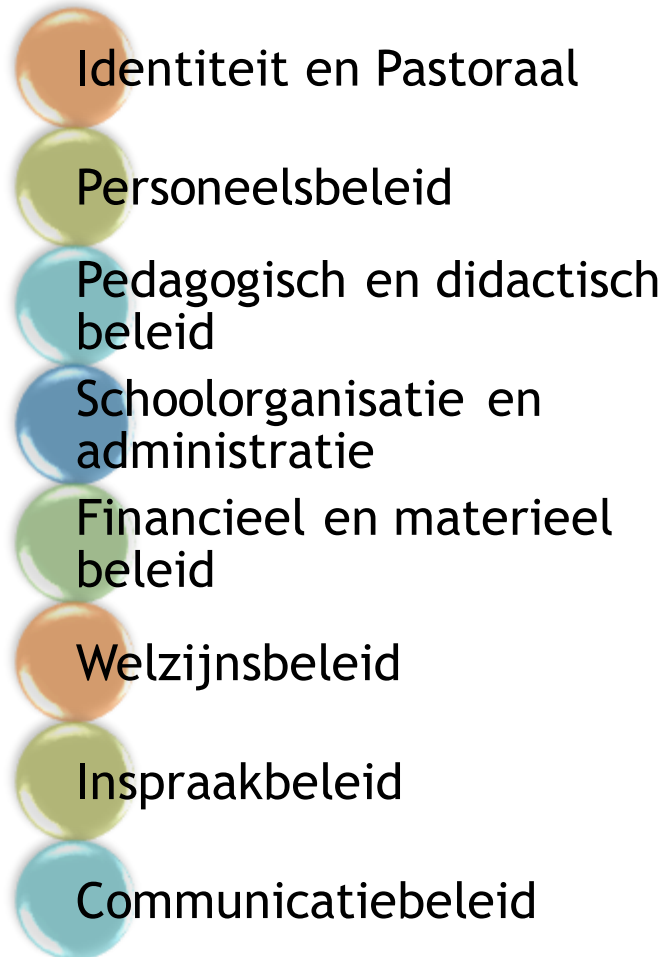 Identiteit en Pastoraal
Personeelsbeleid
Pedagogisch en didactisch
beleid
Schoolorganisatie en
administratie
Financieel en materieel
beleid
Welzijnsbeleid
Inspraakbeleid
Communicatiebeleid